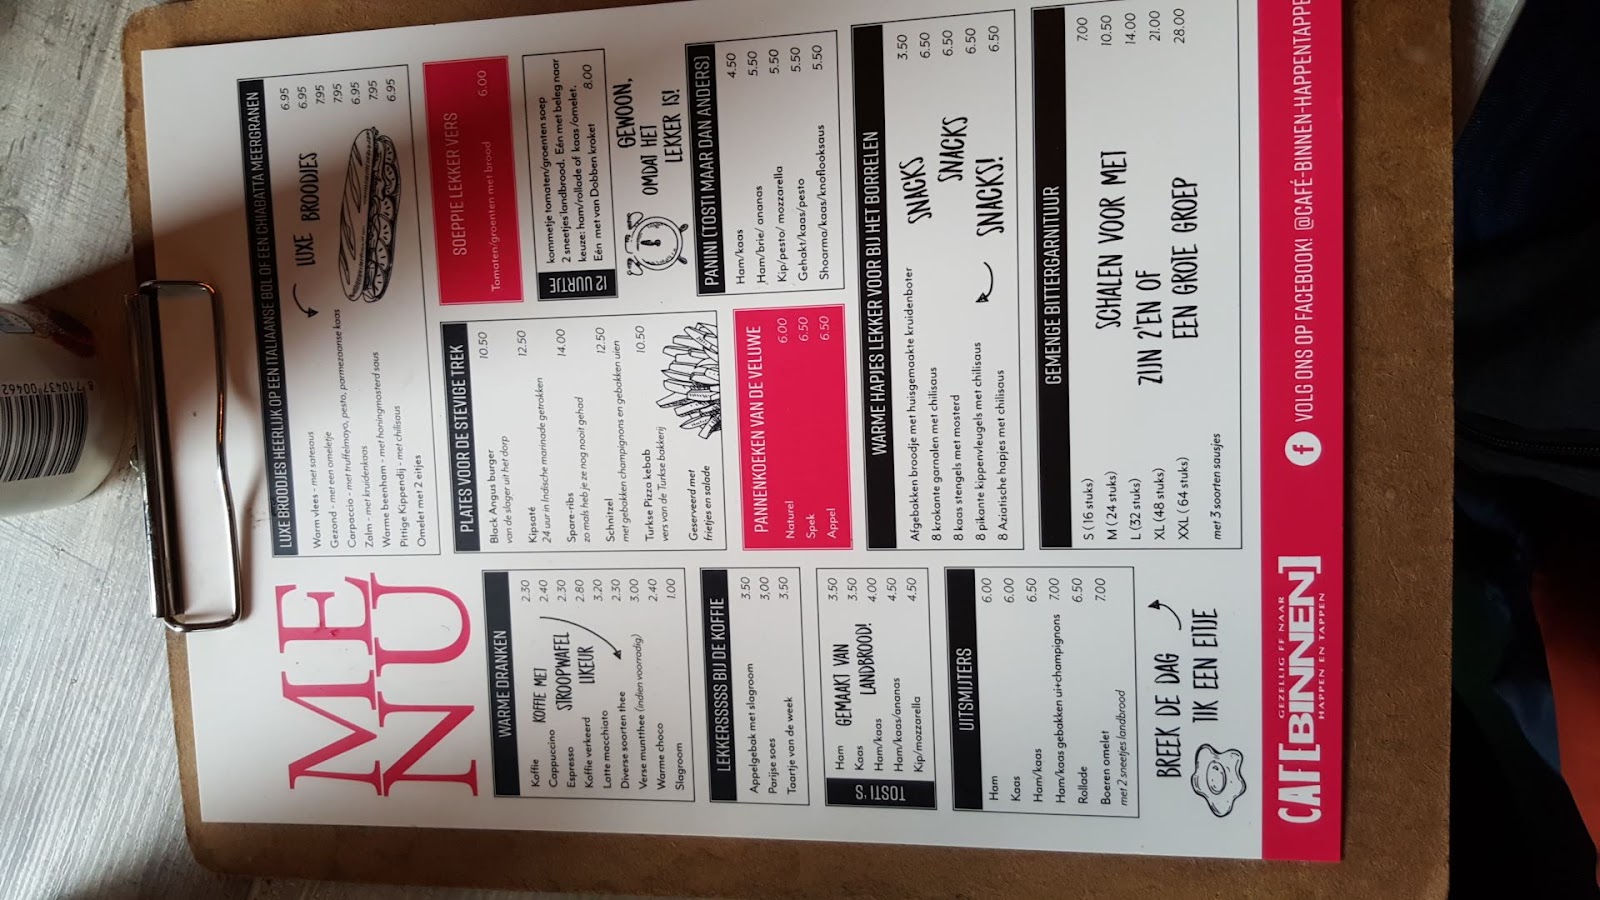 MENU
WARME DRANKEN
Koffie 2.30
Cappuccino 2.40
Espresso 2.30
Koffie verkeerd 2.80
Latte macchiato 3.20
Diverse soorten thee 2.30
Verse muntthee (indien voorradig) 3.00
Warme choco 2.40
Slagroom 1.00
KOFFIE MET
STROOPWAFEL
LIKEUR
LEKKERSSSSS BIJ DE KOFFIE
Appelgebak met slagroom 3.50
Parijse soes 3,00
Taartje van de week 3.50
TOSTI'S
Ham 3.50
Kaas 3.50
Ham/kaas 4.00
Ham/kaas/ananas 4.50
Kip/mozzarella 4.50
GEMAAKT VAN
LANDBROOD!
UITSMIJTERS
Ham 6.00
Kaas 6.00
Ham/kaas 6.50
Ham/kaas gebakken ui+champignons 7.00
Rollade 6.50
Boeren omelet 7.00
met 2 sneetjes landbrood
BREEK DE DAG
TIK EEN EITJE
LUXE BROODJES HEERLIJK OP EEN ITALIAANSE BOL OF EEN CHIABATTA MEERGRANEN
Warm vlees - met satesaus 6.95
Gezond - met een omeletje 6.95
Carpaccio - met truffelmayo, pesto, parmezaanse kaas 7.95
Zalm - met kruidenkaas 7.95
Warme beenham - met honingmosterd saus 6.95
Pittige Kippendij - met chilisaus 7.95
Omelet met 2 eitjes 6.95
LUXE BROODJES
PLATES VOOR DE STEVIGE TREK
Black Angus burger 10.50
van de slager uit het dorp
Kipsaté 12.50
24 uur in Indische marinade getrokken
Spare-ribs 14.00
zo mals heb je ze nog nooit gehad
Schnitzel 12.50
met gebakken champignons en gebakken uien
Turkse Pizza kebab 10.50
vers van de Turkse bakkerij
Geserveerd met
frietjes en salade
SOEPPIE LEKKER VERS
Tomaten/groenten met brood 6.00
12 UURTJE
kommetje tomaten/groenten soep
2 sneetjes landbrood. Eén met beleg naar
keuze: ham/rollade of kaas/omelet.
Eén met van Dobben kroket 8.00
GEWOON,
OMDAT HET
LEKKER IS!
PANNENKOEKEN VAN DE VELUWE
Naturel 6.00
Spek 6.50
Appel 6.50
PANINI (TOSTI MAAR DAN ANDERS)
Ham/kaas 4.50
Ham/brie/ ananas 5.50
Kip/pesto/ mozzarella 5.50
Gehakt/kaas/pesto 5.50
Shoarma/kaas/knoflooksaus 5.50
WARME HAPJES LEKKER VOOR BIJ HET BORRELEN
Afgebakken broodje met huisgemaakte kruidenboter 3.50
8 krokante garnalen met chilisaus 6.50
8 kaas stengels met mosterd 6.50
8 pikante kippenvleugels met chilisaus 6.50
8 Aziatische hapjes met chilisaus 6.50
SNACKS
SNACKS
SNACKS!
GEMENGE BITTERGARNITUUR
S ( 16 stuks) 7.00
M ( 24 stuks) 10.50
L (32 stuks) 14.00
XL (48 stuks) 21.00
XXL ( 64 stuks) 28.00
met 3 soorten sausjes
SCHALEN VOOR MET
ZIJN 2'EN OF
EEN GROTE GROEP
GEZELLIG EFF NAAR
CAFÉ [BINNEN]
HAPPEN EN TAPPEN
f VOLG ONS OP FACEBOOK! @CAFÉ-BINNEN-HAPPENTAPPE
8 710437 00462